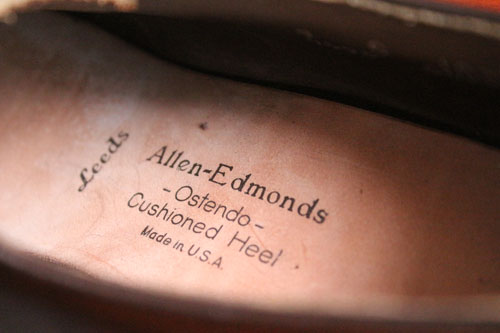 Leeds
Allen-Edmonds
- Ostendo -
Cushioned Heel
Made in U.S.A.